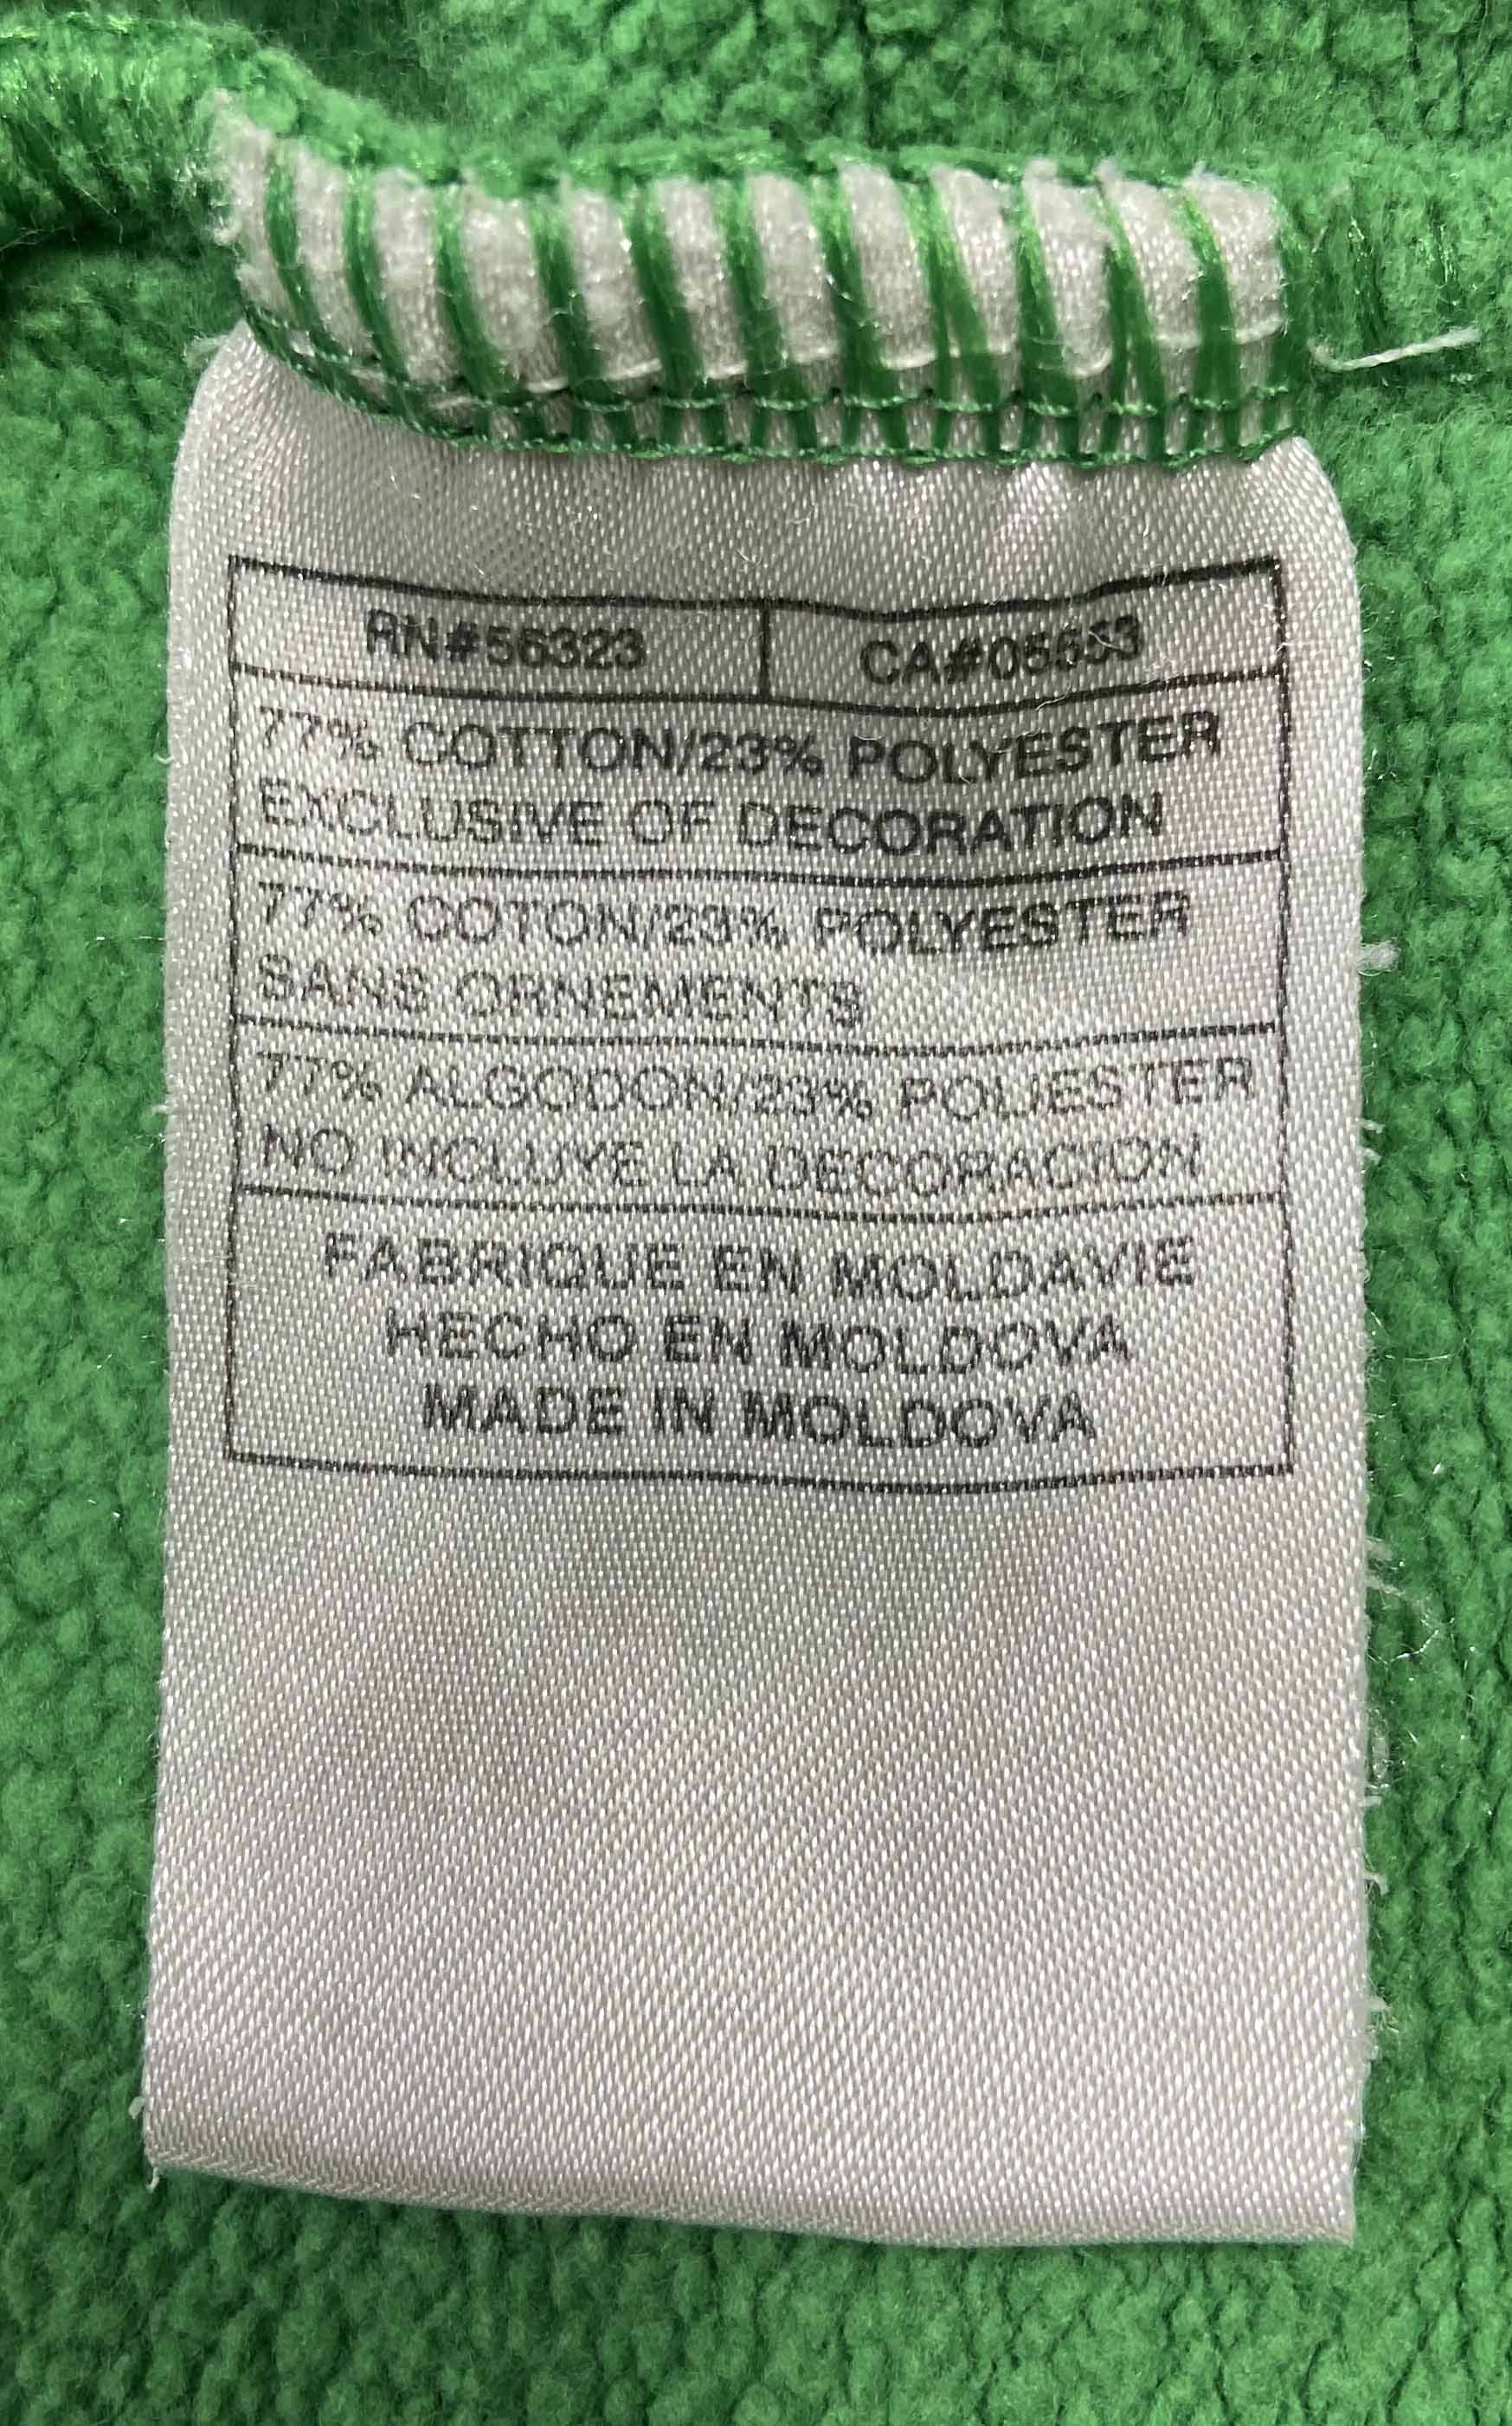 RN#56323 CA#05553
77% COTTON/23% POLYESTER
EXCLUSIVE OF DECORATION
77% COTON/23% POLYESTER
SANS ORNEMENTS
77% ALGODON/23% POLIESTER
NO INCLUYE LA DECORACION
FABRIQUE EN MOLDAVIE
HECHO EN MOLDOVA
MADE IN MOLDOVA